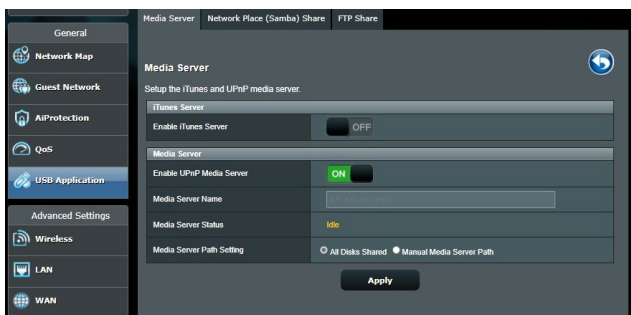 Media Server Network Place (Samba) Share FTP Share
General
Network Map
Guest Network
AiProtection
QoS
USB Application
Advanced Settings
Wireless
LAN
WAN
Media Server
Setup the iTunes and UPnP media server.
iTunes Server
Enable iTunes Server OFF
Media Server
Enable UPnP Media Server ON
Media Server Name
Media Server Status Idle
Media Server Path Setting All Disks Shared Manual Media Server Path
Apply